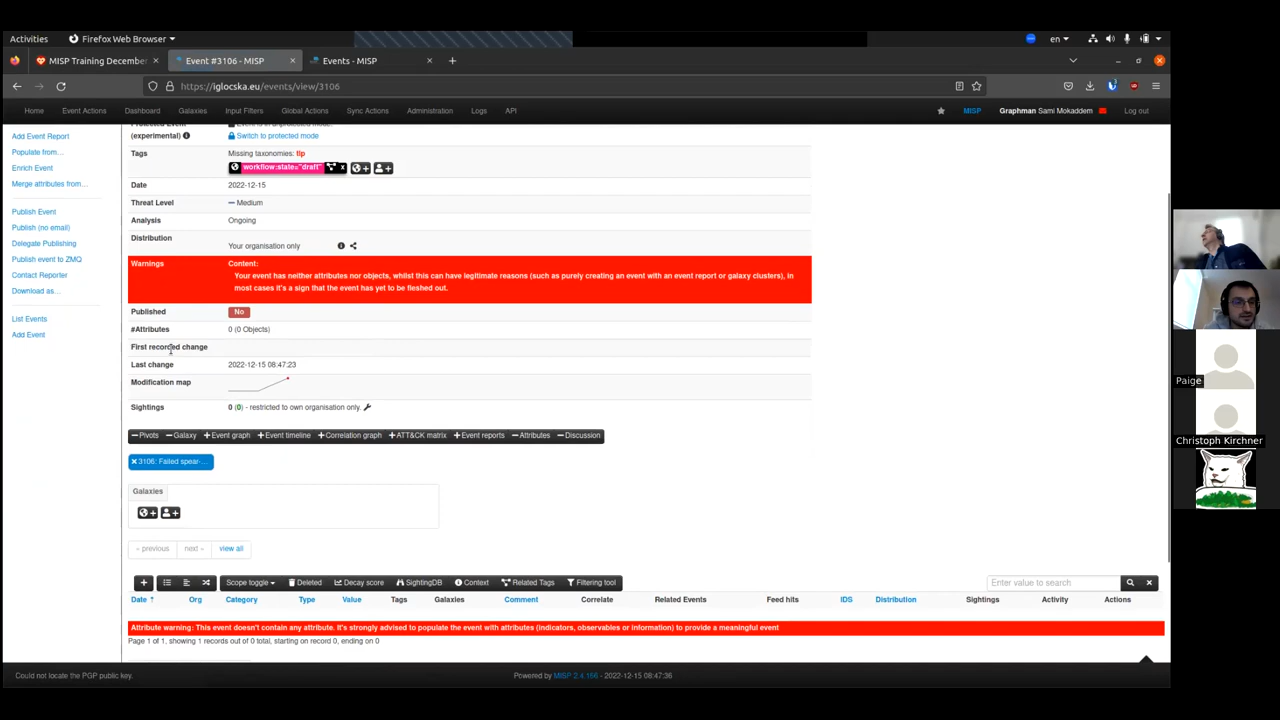 Activities
Firefox Web Browser
en
MISP Training Decembe
Event #3106 - MISP
Events - MISP
https://iglocska.eu/events/view/3106
Home Event Actions Dashboard Galaxies Input Filters Global Actions Sync Actions Administration Logs API
MISP Graphman Sami Mokaddem Log out
Add Event Report
Populate from...
Enrich Event
Merge attributes from...
Publish Event
Publish (no email)
Delegate Publishing
Publish event to ZMQ
Contact Reporter
Download as...
List Events
Add Event
(experimental) Switch to protected mode
Tags Missing taxonomies: tlp
workflow:state="draft" x
Date 2022-12-15
Threat Level Medium
Analysis Ongoing
Distribution Your organisation only
Warnings Content:
Your event has neither attributes nor objects, whilst this can have legitimate reasons (such as purely creating an event with an event report or galaxy clusters), in
most cases it's a sign that the event has yet to be fleshed out.
Published No
#Attributes 0 (0 Objects)
First recorded change
Last change 2022-12-15 08:47:23
Modification map
Sightings 0 (0) - restricted to own organisation only.
Pivots Galaxy +Event graph +Event timeline +Correlation graph +ATT&CK matrix +Event reports Attributes Discussion
3106: Failed spear-...
Galaxies
« previous next » view all
Scope toggle Deleted Decay score SightingDB Context Related Tags Filtering tool
Enter value to search
Date Org Category Type Value Tags Galaxies Comment Correlate Related Events Feed hits IDS Distribution Sightings Activity Actions
Attribute warning: This event doesn't contain any attribute. It's strongly advised to populate the event with attributes (indicators, observables or information) to provide a meaningful event
Page 1 of 1, showing 1 records out of 0 total, starting on record 0, ending on 0
Could not locate the PGP public key.
Powered by MISP 2.4.166 - 2022-12-15 08:47:36
Paige
Christoph Kirchner